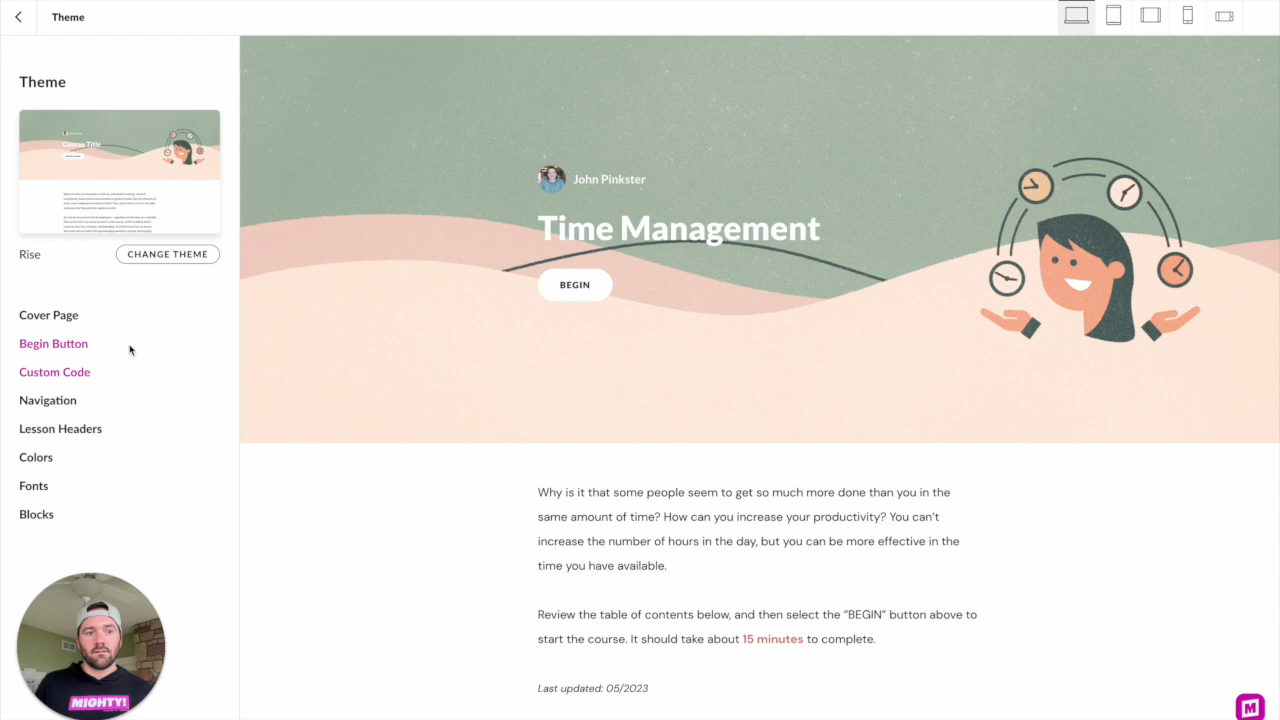 Theme
Theme
Course Title
Rise
CHANGE THEME
Cover Page
Begin Button
Custom Code
Navigation
Lesson Headers
Colors
Fonts
Blocks
MIGHTY!
John Pinkster
Time Management
BEGIN
Why is it that some people seem to get so much more done than you in the
same amount of time? How can you increase your productivity? You can’t
increase the number of hours in the day, but you can be more effective in the
time you have available.
Review the table of contents below, and then select the “BEGIN” button above to
start the course. It should take about 15 minutes to complete.
Last updated: 05/2023
M